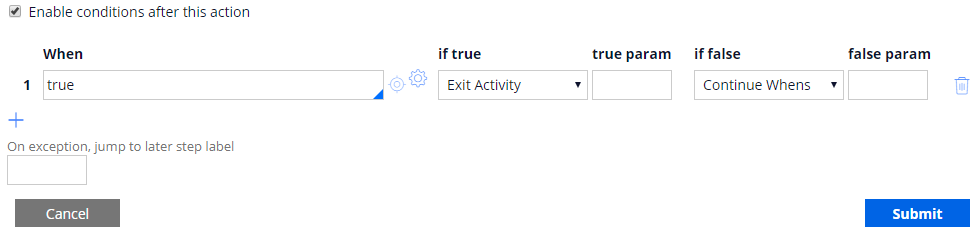 Enable conditions after this action
When if true true param if false false param
1 true Exit Activity Continue Whens
On exception, jump to later step label
Cancel Submit